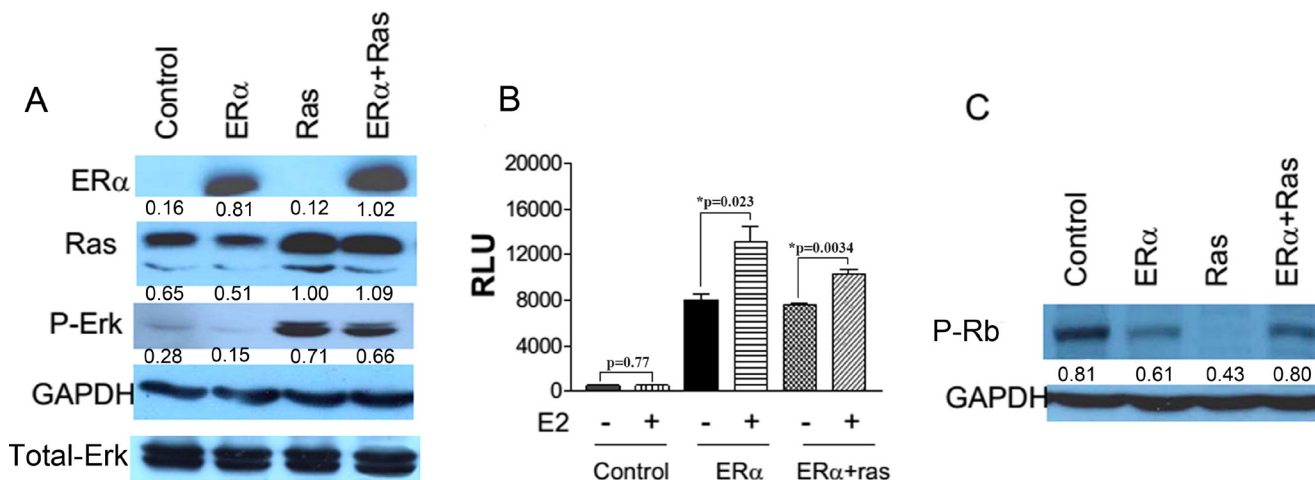 A
Control
ERα
Ras
ERα+Ras
ERα
0.16 0.81 0.12 1.02
Ras
0.65 0.51 1.00 1.09
P-Erk
0.28 0.15 0.71 0.66
GAPDH
Total-Erk
B
RLU
20000
16000
12000
8000
4000
0
*p=0.023
*p=0.0034
p=0.77
E2 - + - + - +
Control ERα ERα+ras
C
Control
ERα
Ras
ERα+Ras
P-Rb
0.81 0.61 0.43 0.80
GAPDH